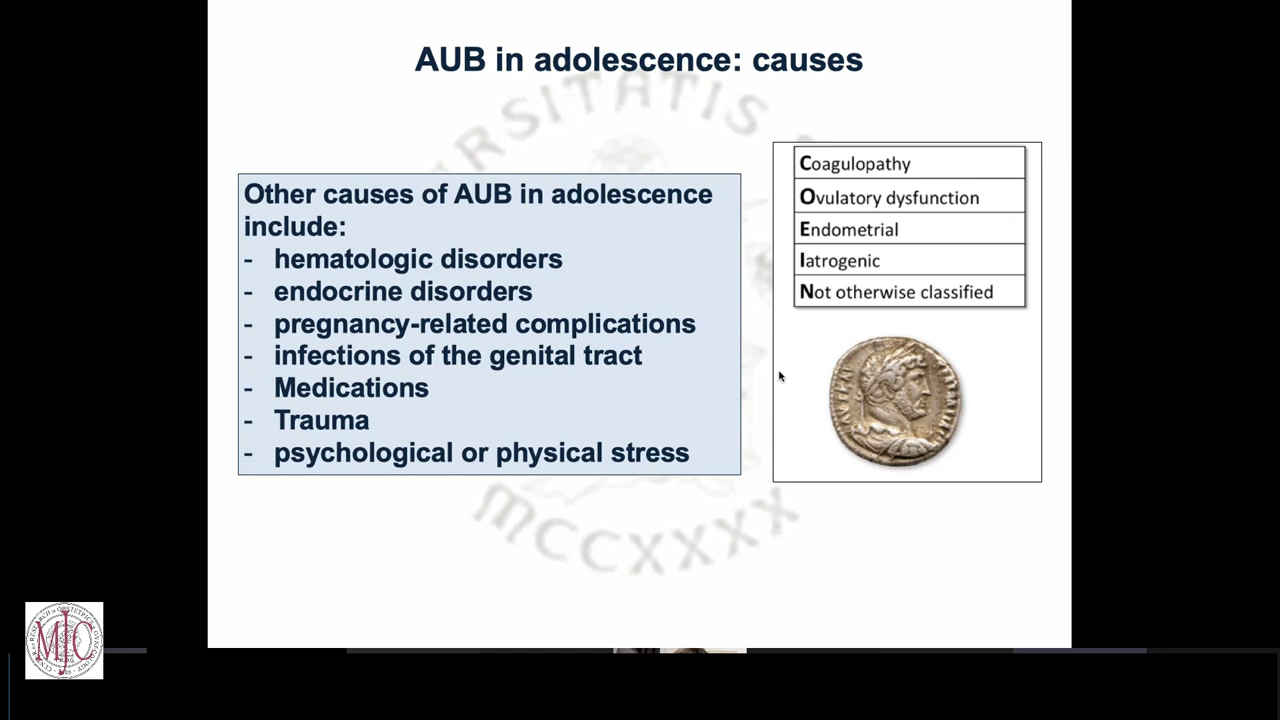 AUB in adolescence: causes
ERSITATIS
Other causes of AUB in adolescence
include:
- hematologic disorders
- endocrine disorders
- pregnancy-related complications
- infections of the genital tract
- Medications
- Trauma
- psychological or physical stress
Coagulopathy
Ovulatory dysfunction
Endometrial
Iatrogenic
Not otherwise classified
MCCXXXX
MJC